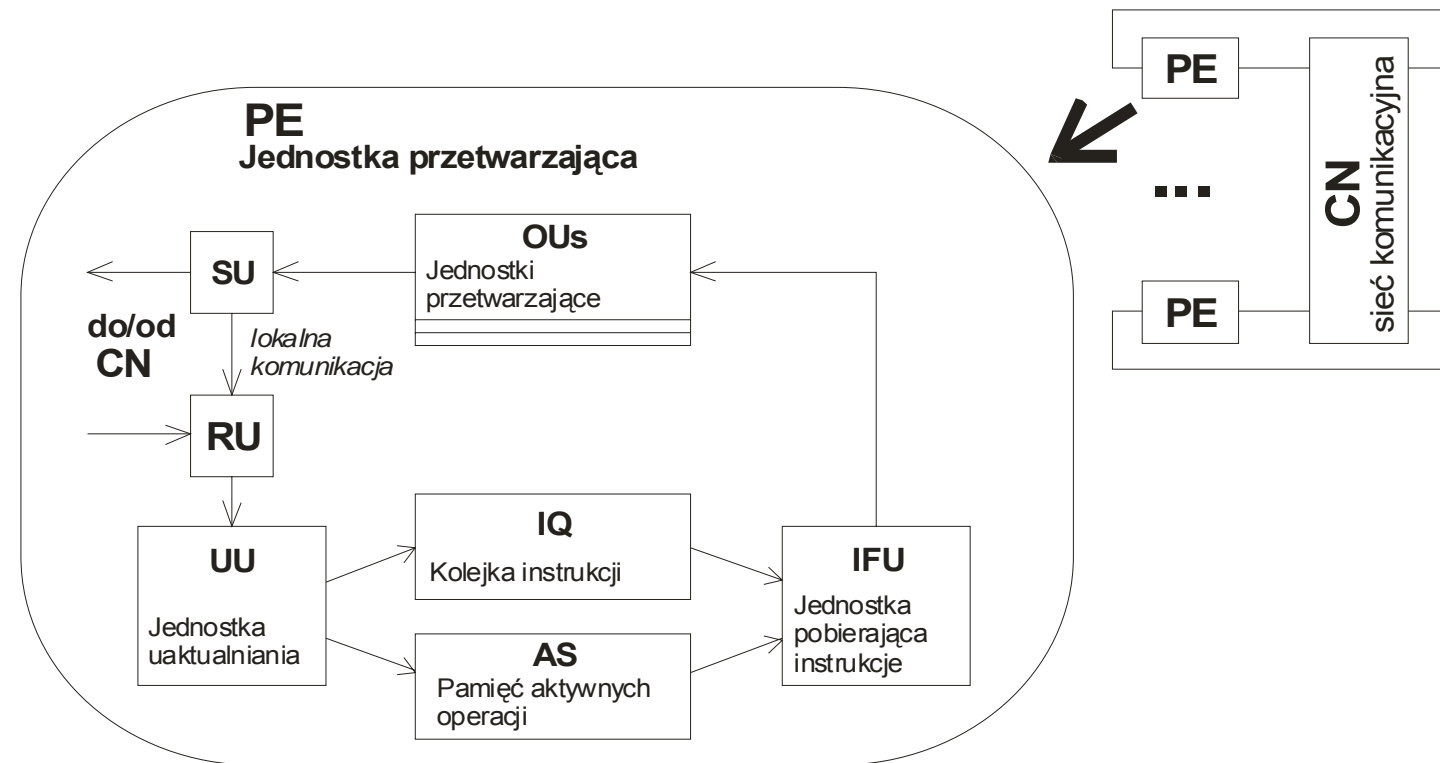 PE
Jednostka przetwarzająca
OUs
Jednostki
przetwarzające
SU
do/od
CN
lokalna
komunikacja
RU
UU
Jednostka
uaktualniania
IQ
Kolejka instrukcji
AS
Pamięć aktywnych
operacji
IFU
Jednostka
pobierająca
instrukcje
PE
...
PE
CN
sieć komunikacyjna